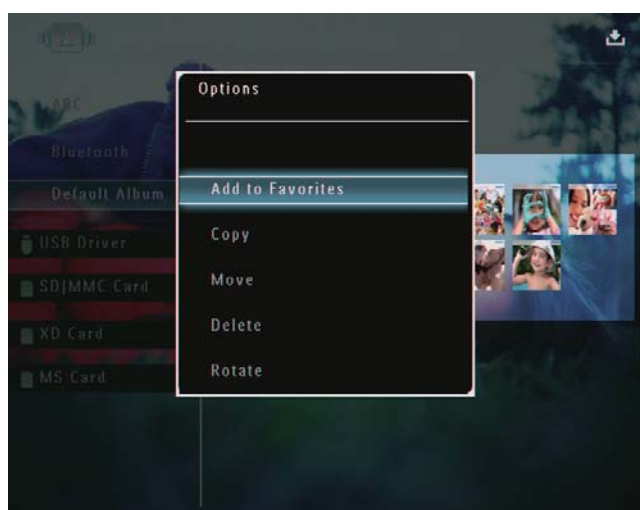 ABC
Bluetooth
Default Album
USB Driver
SD|MMC Card
XD Card
MS Card
Options
Add to Favorites
Copy
Move
Delete
Rotate